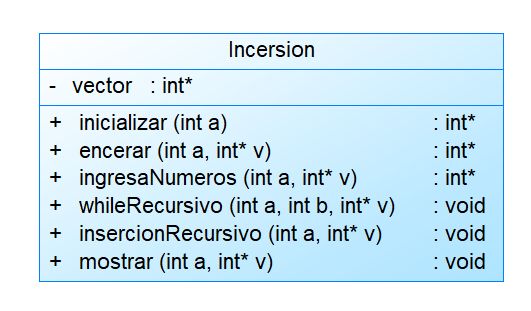 Incersion
- vector : int*
+ inicializar (int a) : int*
+ encerar (int a, int* v) : int*
+ ingresaNumeros (int a, int* v) : int*
+ whileRecursivo (int a, int b, int* v) : void
+ insercionRecursivo (int a, int* v) : void
+ mostrar (int a, int* v) : void